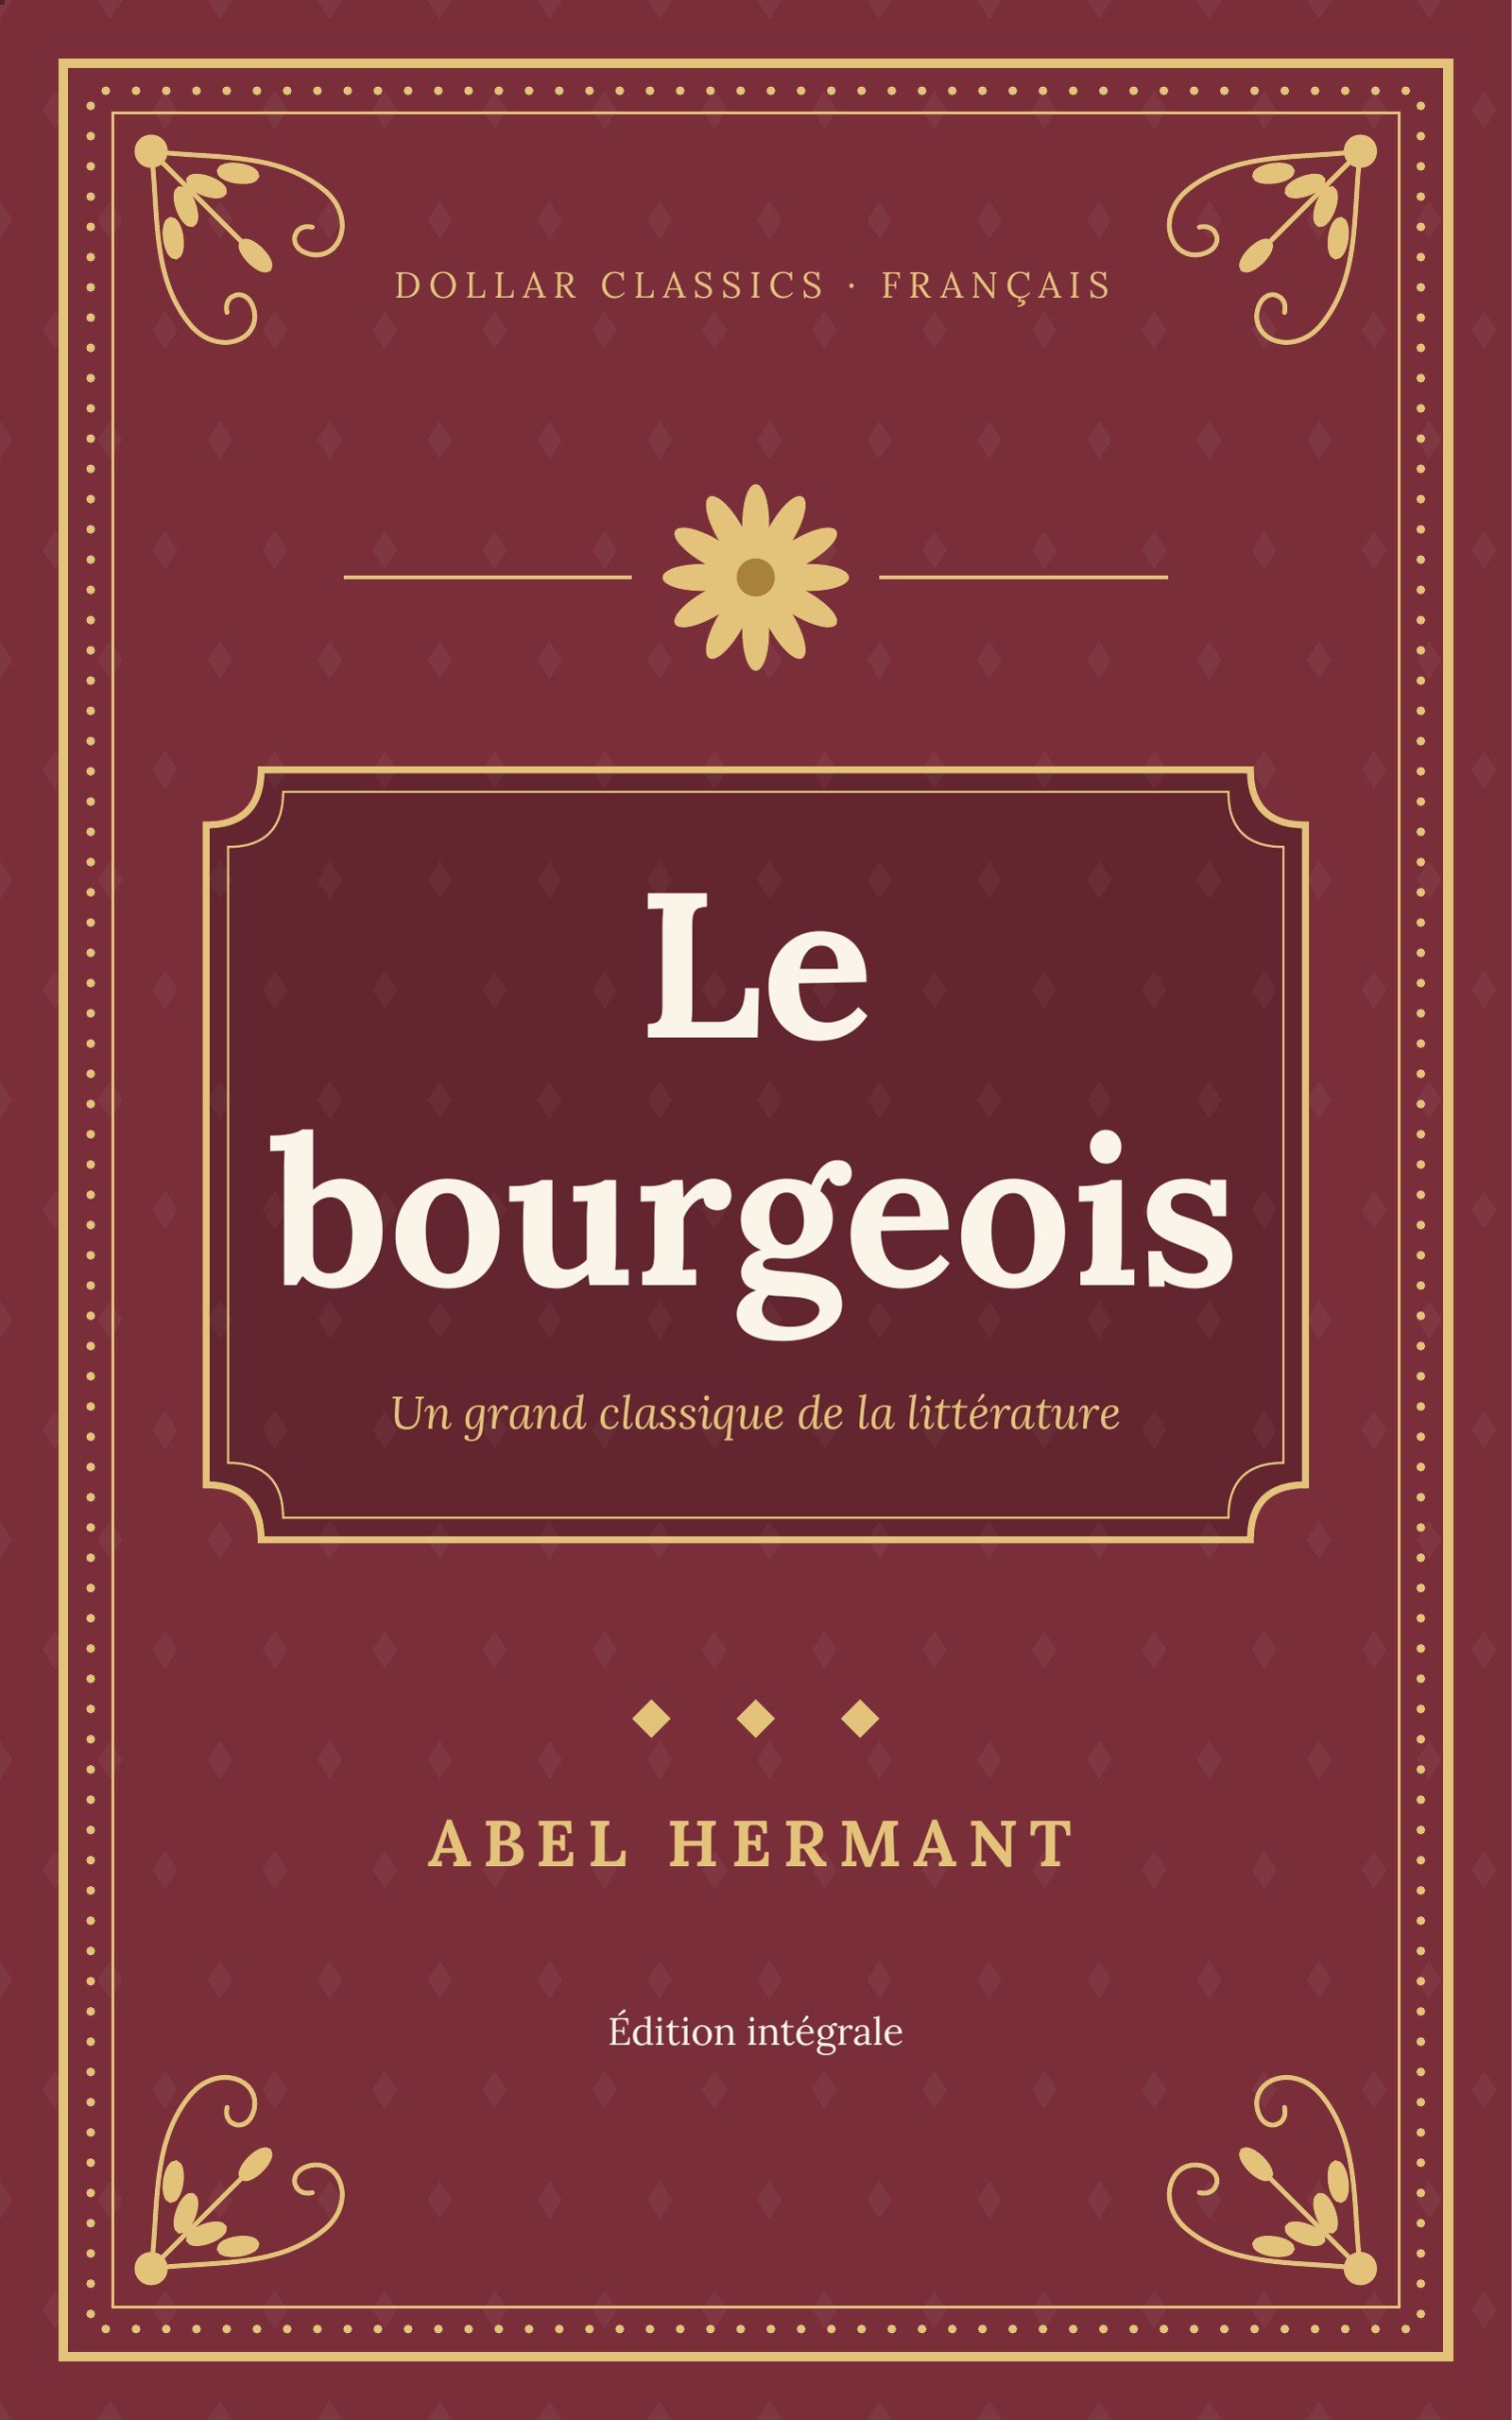 DOLLAR CLASSICS · FRANÇAIS
Le
bourgeois
Un grand classique de la littérature
ABEL HERMANT
Édition intégrale